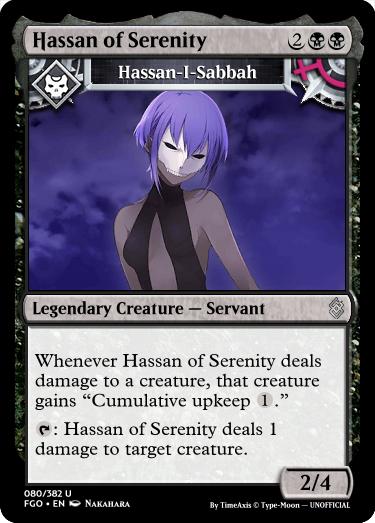 Hassan of Serenity 2
Hassan-I-Sabbah
Legendary Creature — Servant
Whenever Hassan of Serenity deals
damage to a creature, that creature
gains “Cumulative upkeep 1.”
: Hassan of Serenity deals 1
damage to target creature.
2/4
080/382 U
FGO • EN Nakahara
By TimeAxis © Type-Moon — UNOFFICIAL